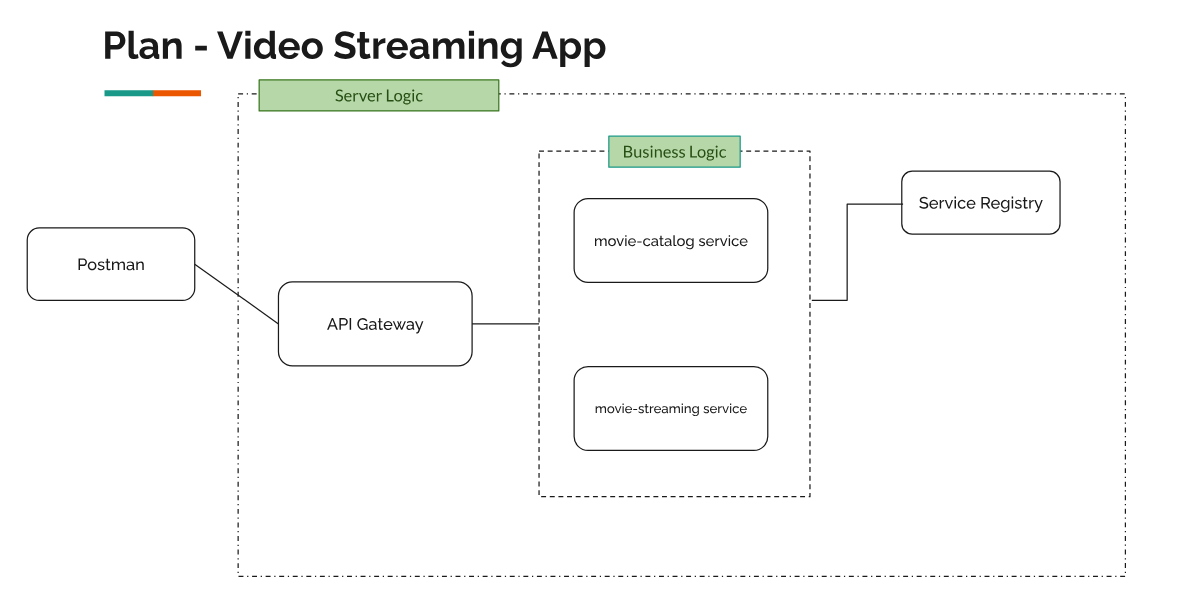 Plan - Video Streaming App
Server Logic
Business Logic
Service Registry
movie-catalog service
Postman
API Gateway
movie-streaming service